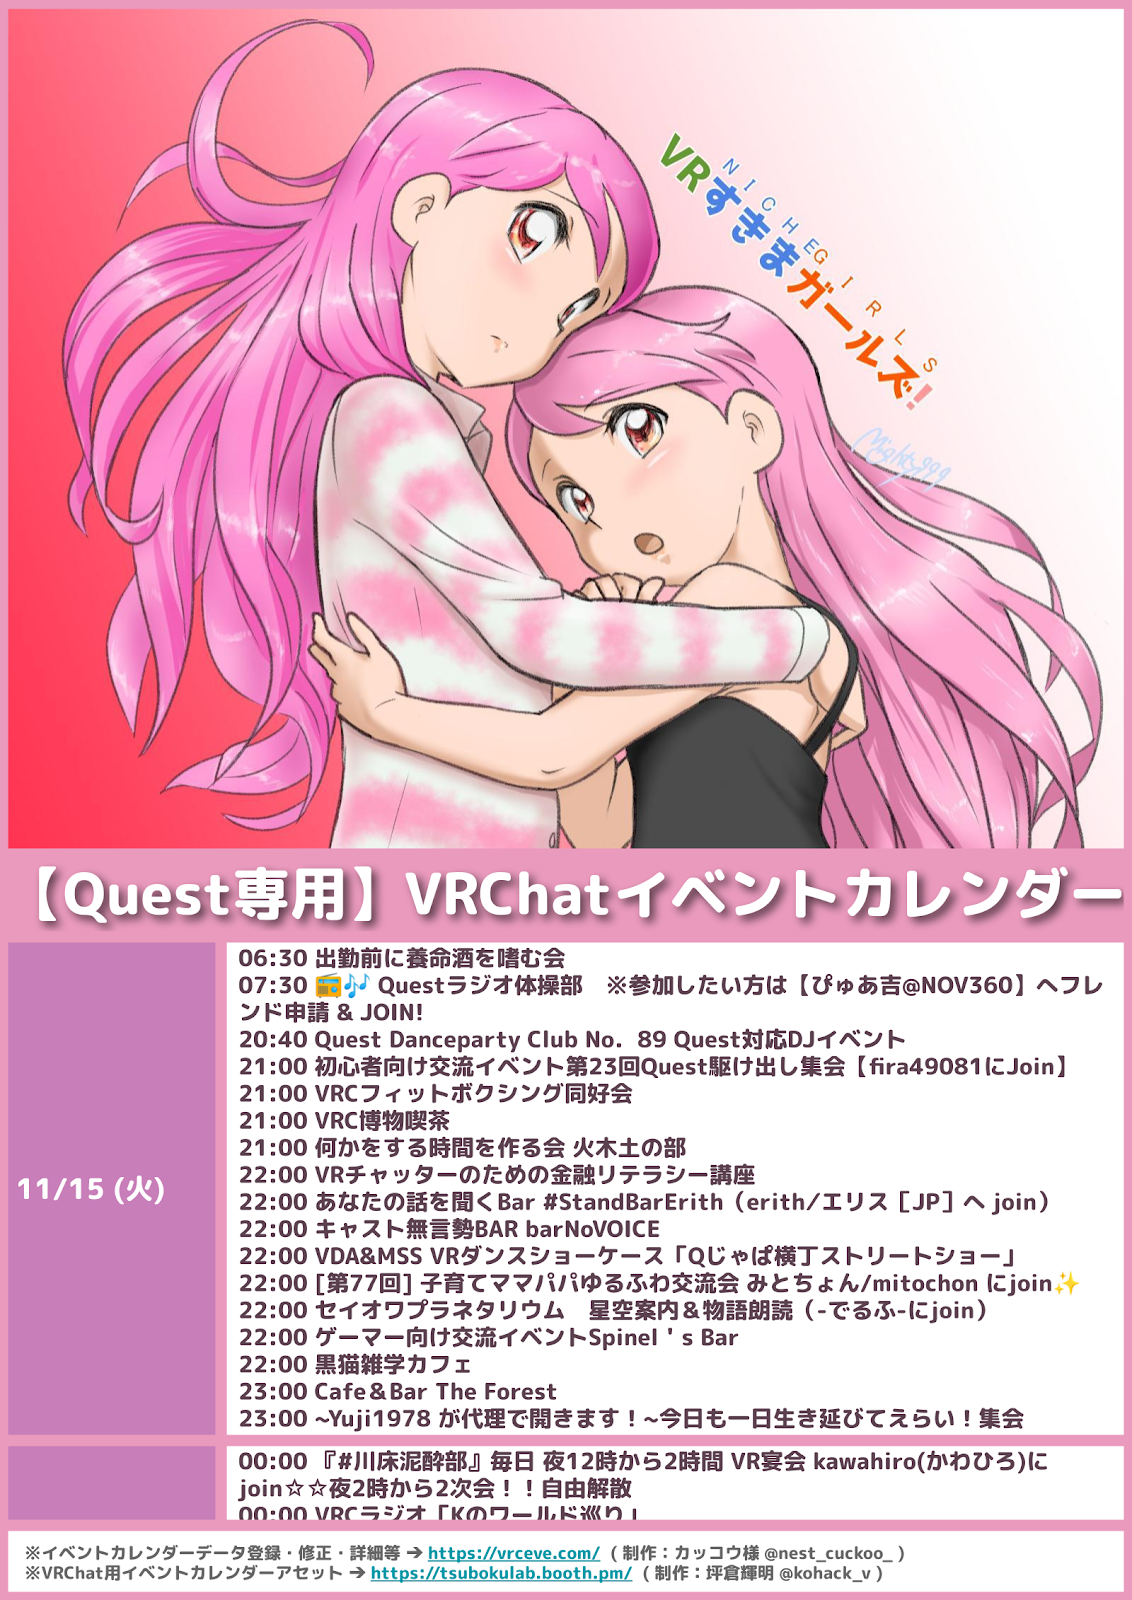 NICHE GIRLS
VRすきまガールズ!
Mighty999
【Quest専用】VRChatイベントカレンダー
11/15 (火)
06:30 出勤前に養命酒を嗜む会
07:30 📻🎶 Questラジオ体操部　※参加したい方は【ぴゅあ吉@NOV360】へフレ
ンド申請 & JOIN!
20:40 Quest Danceparty Club No．89 Quest対応DJイベント
21:00 初心者向け交流イベント第23回Quest駆け出し集会【fira49081にJoin】
21:00 VRCフィットボクシング同好会
21:00 VRC博物喫茶
21:00 何かをする時間を作る会 火木土の部
22:00 VRチャッターのための金融リテラシー講座
22:00 あなたの話を聞くBar #StandBarErith（erith/エリス［JP］へ join）
22:00 キャスト無言勢BAR barNoVOICE
22:00 VDA&MSS VRダンスショーケース「Qじゃぱ横丁ストリートショー」
22:00 [第77回] 子育てママパパゆるふわ交流会 みとちょん/mitochon にjoin✨
22:00 セイオワプラネタリウム　星空案内＆物語朗読（-でるふ-にjoin）
22:00 ゲーマー向け交流イベントSpinel＇s Bar
22:00 黒猫雑学カフェ
23:00 Cafe＆Bar The Forest
23:00 ~Yuji1978 が代理で開きます！~今日も一日生き延びてえらい！集会
00:00 『#川床泥酔部』毎日 夜12時から2時間 VR宴会 kawahiro(かわひろ)に
join☆☆夜2時から2次会！！自由解散
00:00 VRCラジオ「Kのワールド巡り」
※イベントカレンダーデータ登録・修正・詳細等 ➔ https://vrceve.com/ （制作：カッコウ様 @nest_cuckoo_）
※VRChat用イベントカレンダーアセット ➔ https://tsubokulab.booth.pm/ （制作：坪倉輝明 @kohack_v）